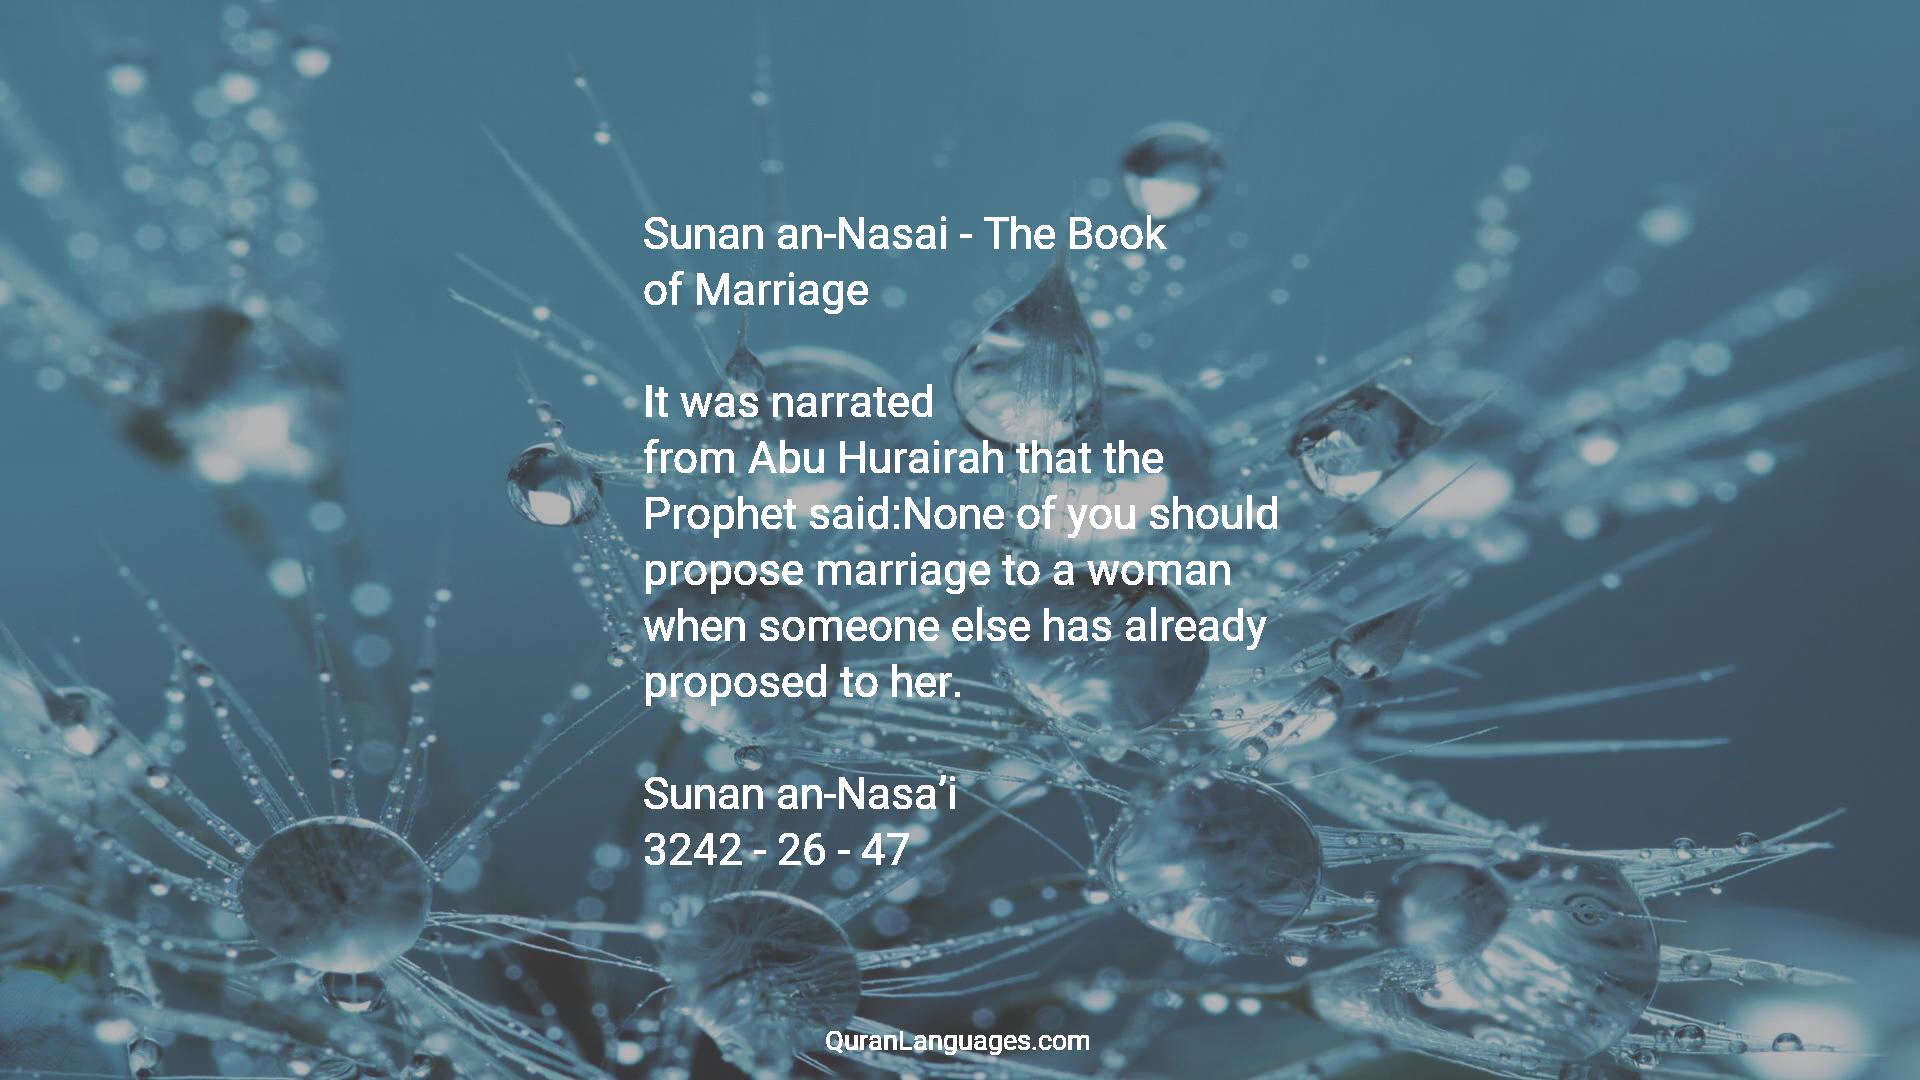 Sunan an-Nasai - The Book
of Marriage
It was narrated
from Abu Hurairah that the
Prophet said:None of you should
propose marriage to a woman
when someone else has already
proposed to her.
Sunan an-Nasa’i
3242 - 26 - 47
QuranLanguages.com